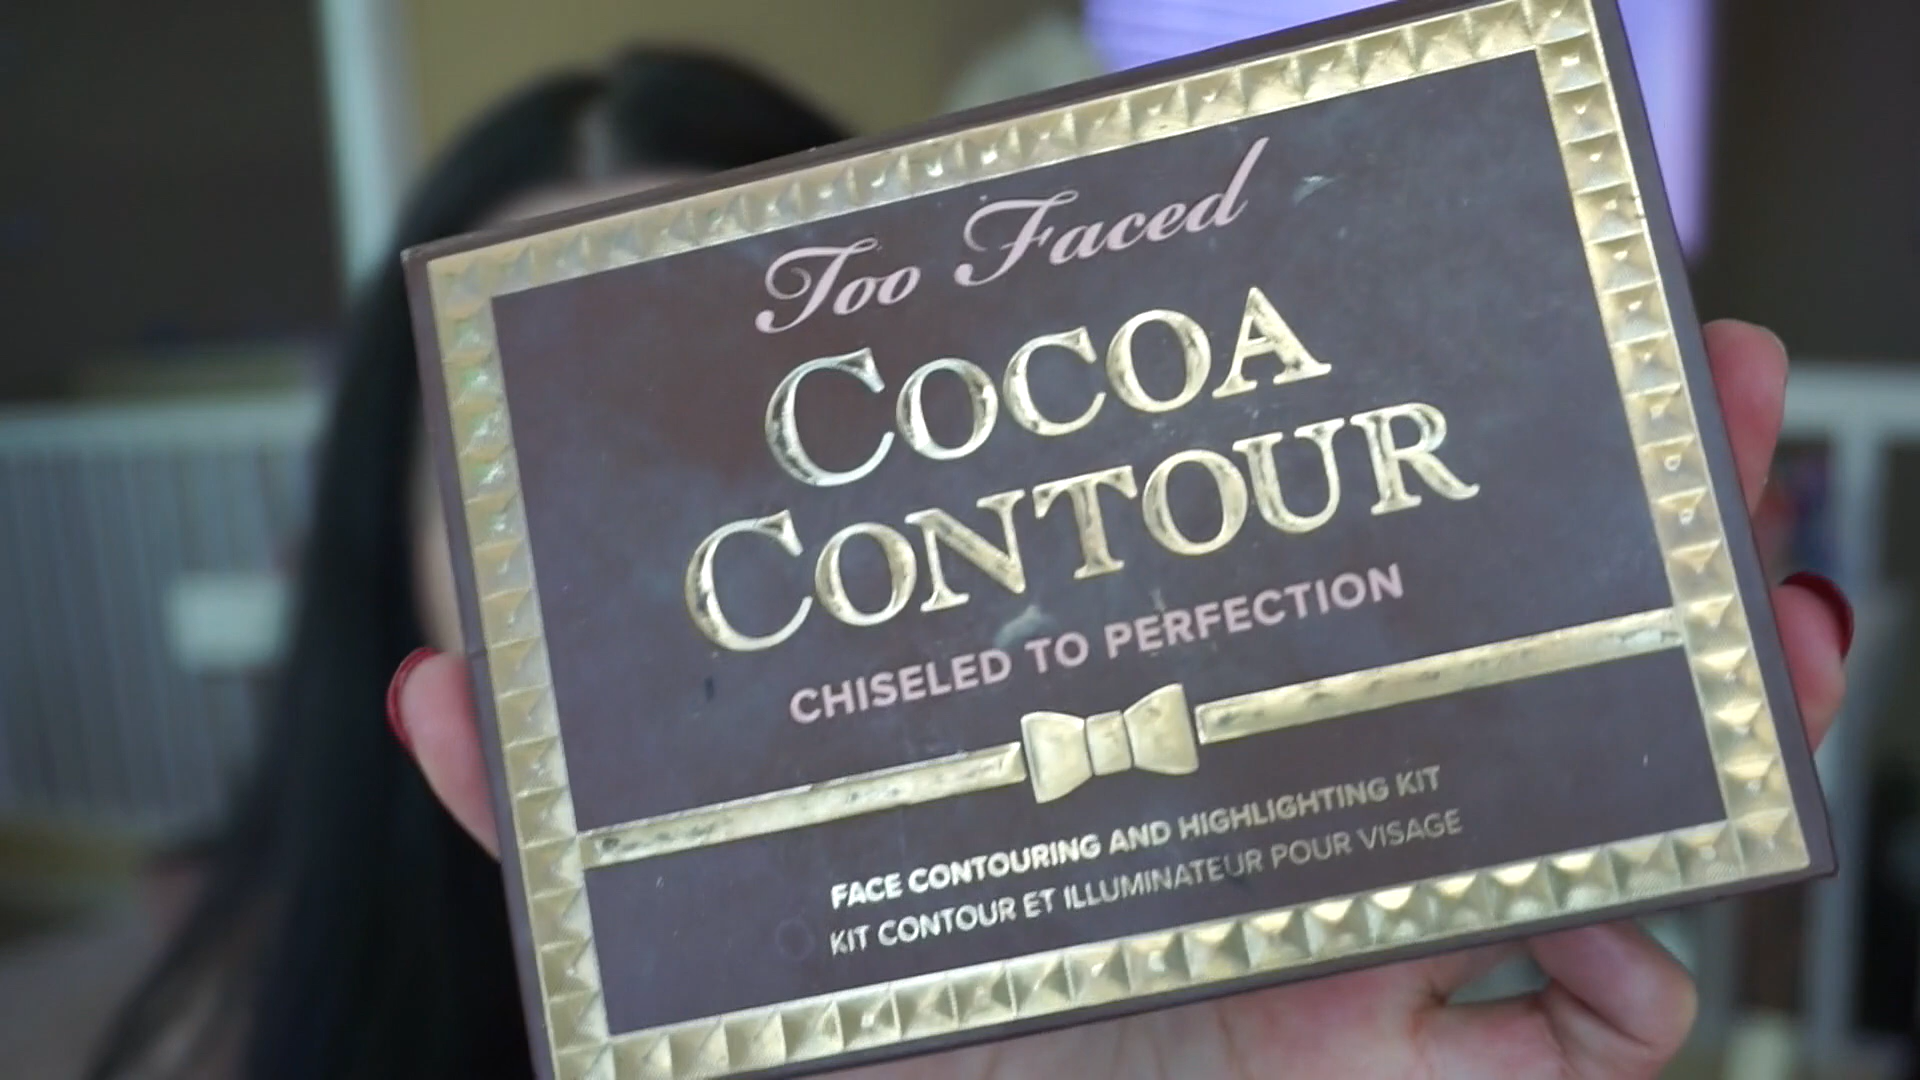 Too Faced
COCOA
CONTOUR
CHISELED TO PERFECTION
FACE CONTOURING AND HIGHLIGHTING KIT
KIT CONTOUR ET ILLUMINATEUR POUR VISAGE